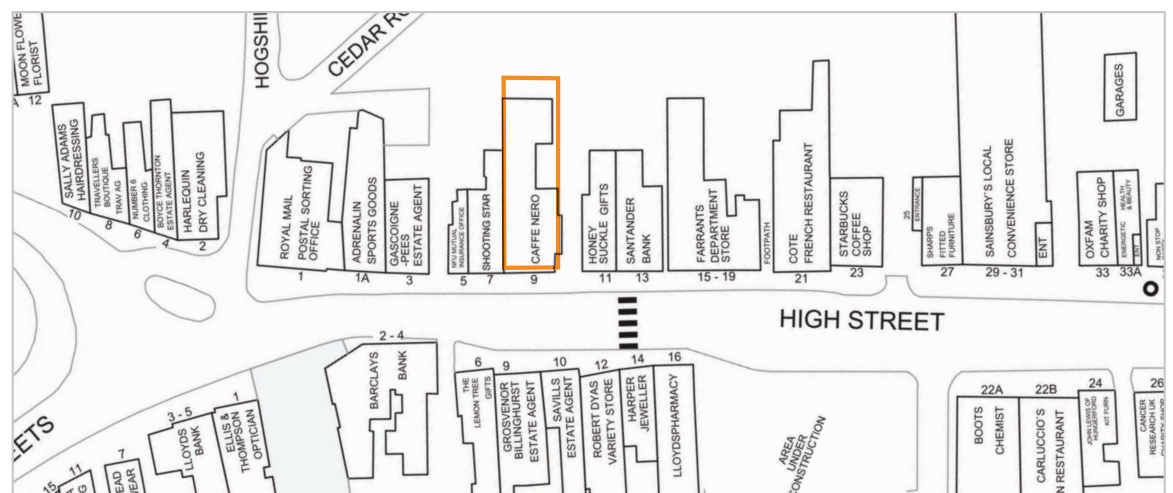 MOON FLOWE
FLORIST
12
HOGSHI
CEDAR RO
SALLY ADAMS
HAIRDRESSING
10
TRAVELLERS
BOUTIQUE
TRAV AG
8
NUMBER 6
CLOTHING
6
BOYCE THORNTON
ESTATE AGENT
4
HARLEQUIN
DRY CLEANING
2
ROYAL MAIL
POSTAL SORTING
OFFICE
1
ADRENALIN
SPORTS GOODS
1A
GASCOIGNE
-PEES
ESTATE AGENT
3
NFU MUTUAL
INSURANCE OFFICE
5
SHOOTING STAR
7
CAFFE NERO
9
HONEY
SUCKLE GIFTS
11
SANTANDER
BANK
13
FARRANTS
DEPARTMENT
STORE
15 - 19
FOOTPATH
COTE
FRENCH RESTAURANT
21
STARBUCKS
COFFEE
SHOP
23
25
ENTRANCE
SHARPS
FITTED
FURNITURE
27
SAINSBURY'S LOCAL
CONVENIENCE STORE
29 - 31
ENT
GARAGES
OXFAM
CHARITY SHOP
33
HEALTH
& BEAUTY
ENERGETIC
ENT
33A
NON STOP
HIGH STREET
2 - 4
BARCLAYS
BANK
6
THE
LEMON TREE
GIFTS
9
GROSVENOR
BILLINGHURST
ESTATE AGENT
10
SAVILLS
ESTATE AGENT
12
ROBERT DYAS
VARIETY STORE
14
HARPER
JEWELLER
16
LLOYDSPHARMACY
AREA
UNDER
CONSTRUCTION
22A
BOOTS
CHEMIST
22B
CARLUCCIO'S
N RESTAURANT
24
JOHN LEWIS OF
HUNGERFORD
KIT FURN
26
CANCER
RESEARCH UK
CHARITY SHOP
EETS
15
11
7
EAD
WEAR
3 - 5
LLOYDS
BANK
1
ELLIS &
THOMPSON
OPTICIAN